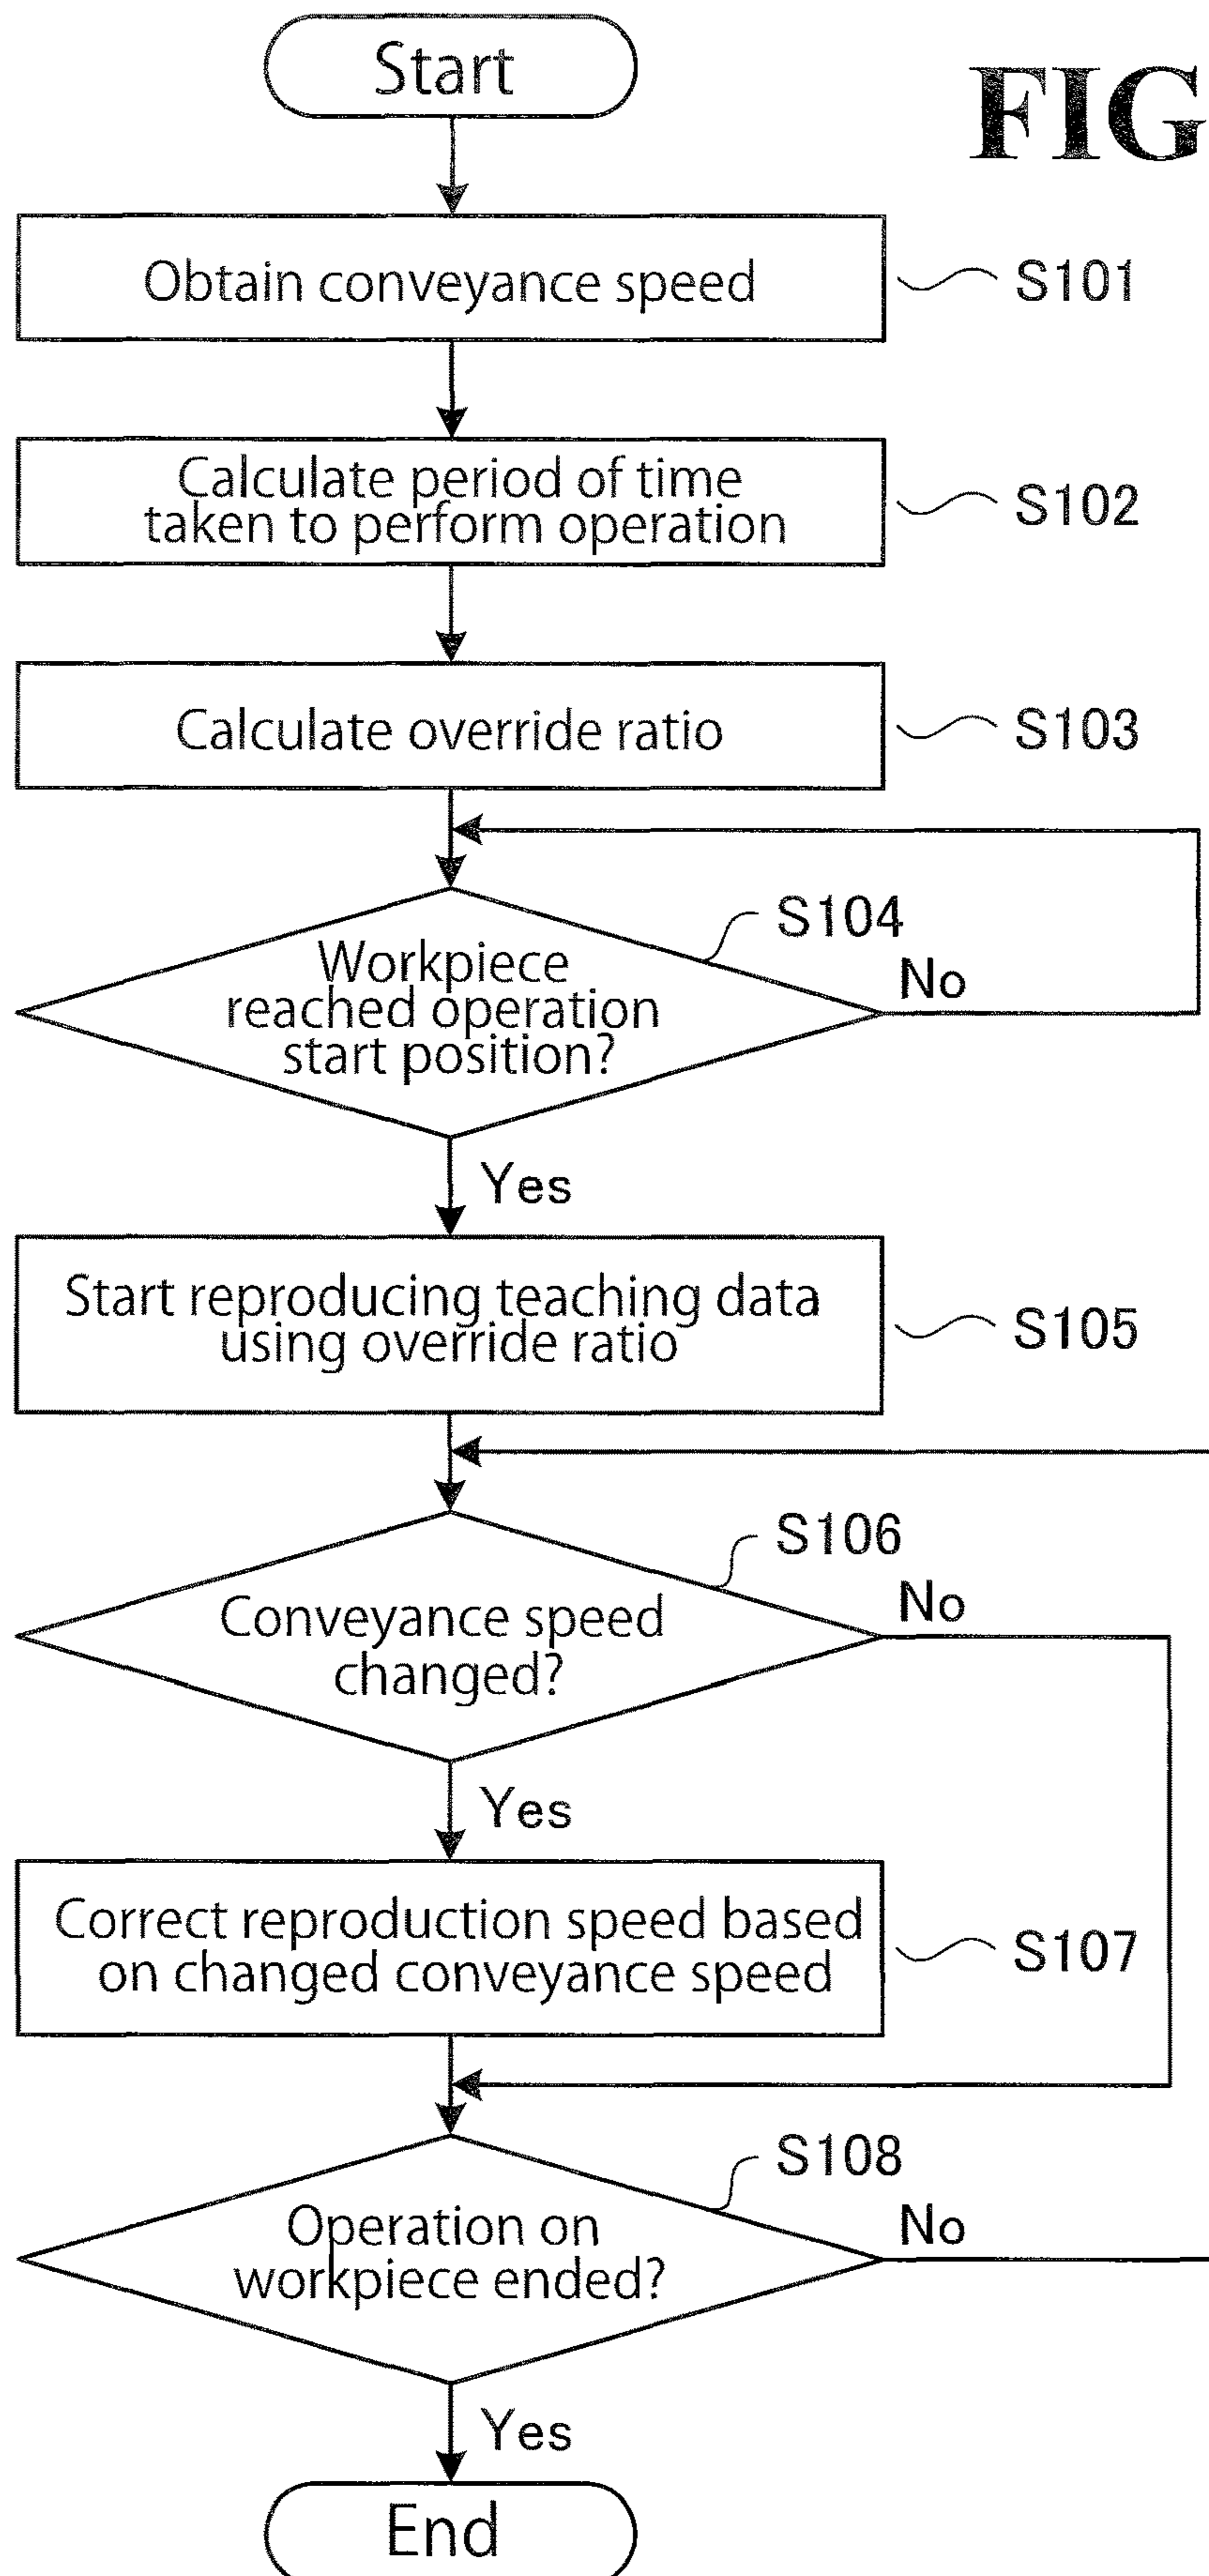 Start
FIG
Obtain conveyance speed
S101
Calculate period of time
taken to perform operation
S102
Calculate override ratio
S103
S104
Workpiece
reached operation
start position?
No
Yes
Start reproducing teaching data
using override ratio
S105
S106
Conveyance speed
changed?
No
Yes
Correct reproduction speed based
on changed conveyance speed
S107
S108
Operation on
workpiece ended?
No
Yes
End